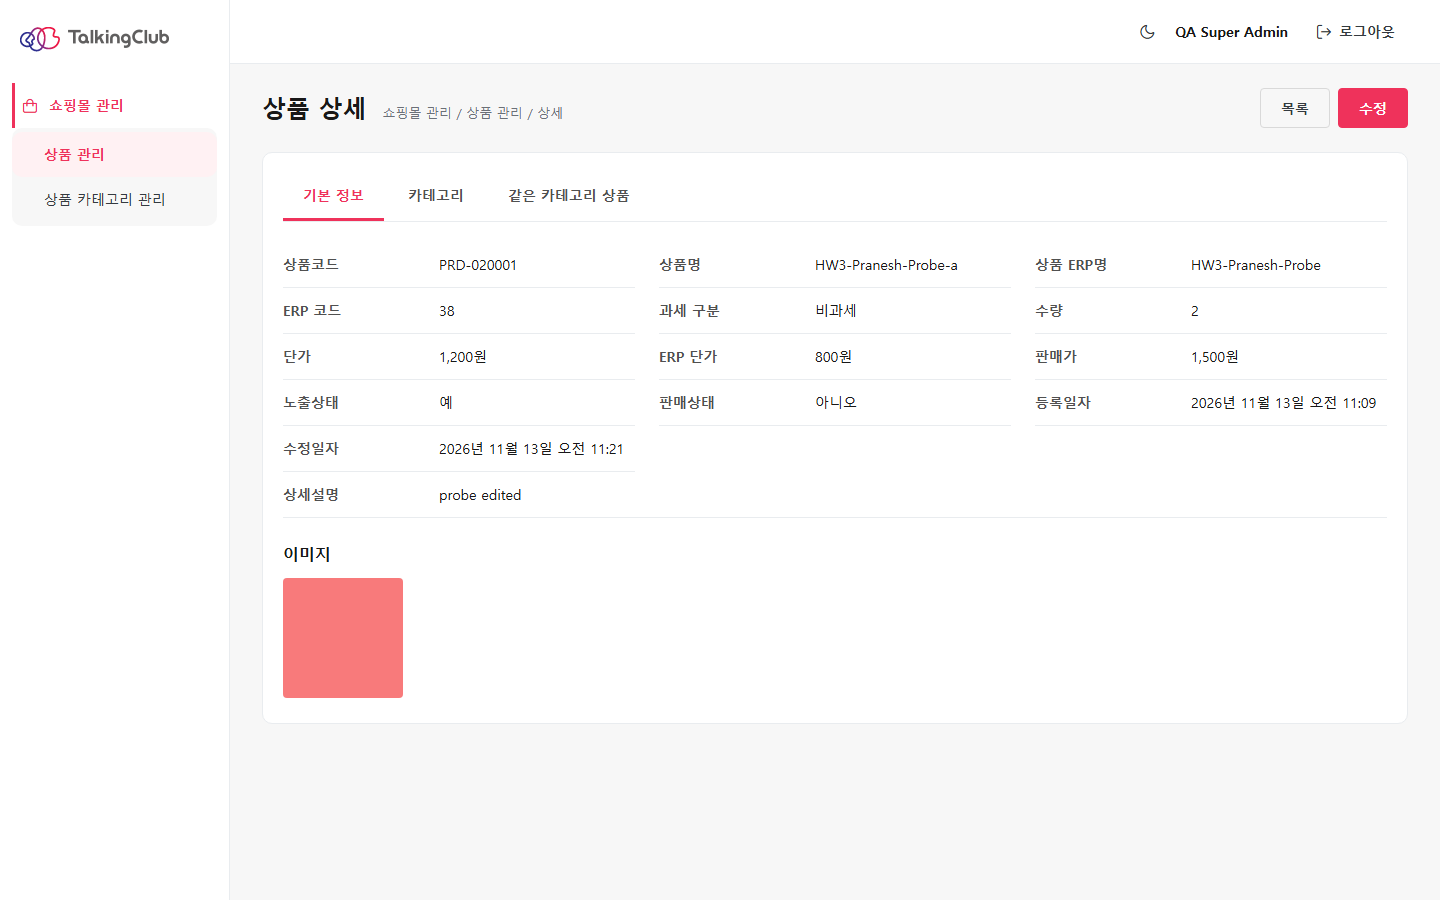 TalkingClub
QA Super Admin
로그아웃
쇼핑몰 관리
상품 관리
상품 카테고리 관리
상품 상세
쇼핑몰 관리 / 상품 관리 / 상세
목록
수정
기본 정보
카테고리
같은 카테고리 상품
상품코드 PRD-020001
상품명 HW3-Pranesh-Probe-a
상품 ERP명 HW3-Pranesh-Probe
ERP 코드 38
과세 구분 비과세
수량 2
단가 1,200원
ERP 단가 800원
판매가 1,500원
노출상태 예
판매상태 아니오
등록일자 2026년 11월 13일 오전 11:09
수정일자 2026년 11월 13일 오전 11:21
상세설명 probe edited
이미지